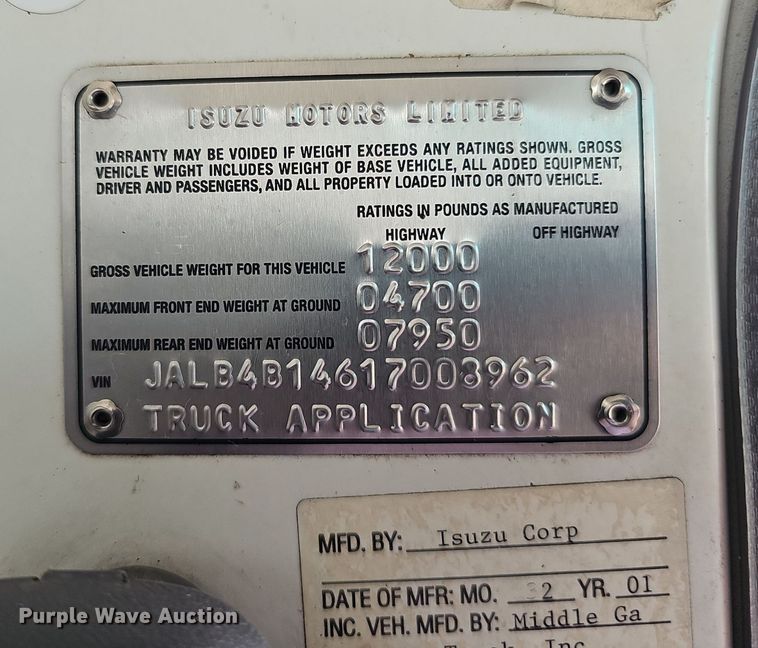 ISUZU MOTORS LIMITED
WARRANTY MAY BE VOIDED IF WEIGHT EXCEEDS ANY RATINGS SHOWN. GROSS
VEHICLE WEIGHT INCLUDES WEIGHT OF BASE VEHICLE, ALL ADDED EQUIPMENT,
DRIVER AND PASSENGERS, AND ALL PROPERTY LOADED INTO OR ONTO VEHICLE.
RATINGS IN POUNDS AS MANUFACTURED
HIGHWAY OFF HIGHWAY
GROSS VEHICLE WEIGHT FOR THIS VEHICLE 12000
MAXIMUM FRONT END WEIGHT AT GROUND 04700
MAXIMUM REAR END WEIGHT AT GROUND 07950
VIN JALB4B14617008962
TRUCK APPLICATION
MFD. BY: Isuzu Corp
DATE OF MFR: MO. 2 YR. 01
INC. VEH. MFD. BY: Middle Ga
Inc
Purple Wave Auction